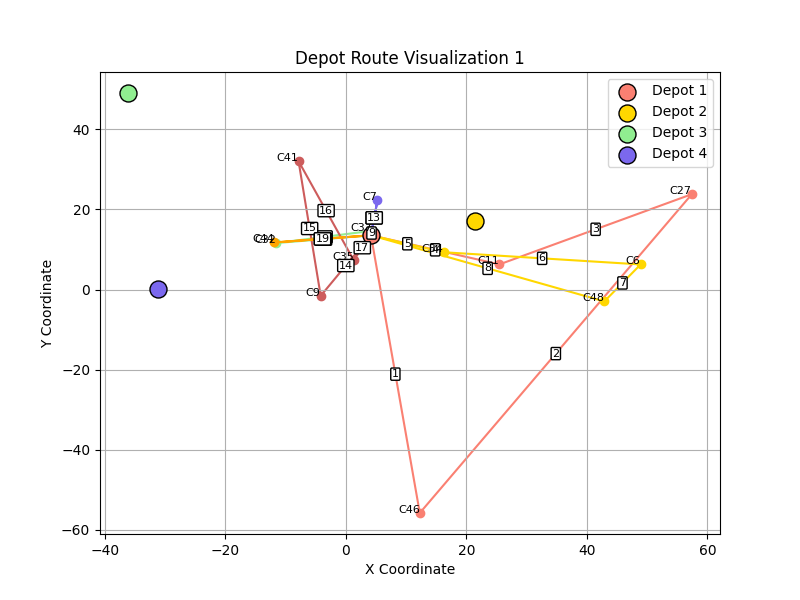 Depot Route Visualization 1
Depot 1
Depot 2
Depot 3
Depot 4
Y Coordinate
40
20
0
−20
−40
−60
−40
−20
0
20
40
60
X Coordinate
C41
C27
C7
C3
C35
C9
C11
C6
C48
C46
1
2
3
5
6
7
8
9
13
14
15
16
17
19